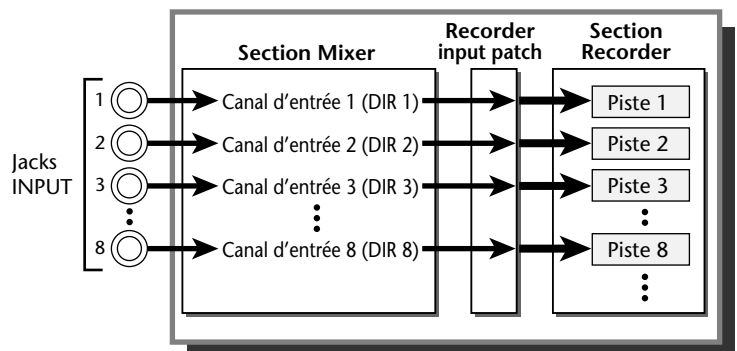 Section Mixer
Recorder
input patch
Section
Recorder
Jacks
INPUT
1
Canal d'entrée 1 (DIR 1)
Piste 1
2
Canal d'entrée 2 (DIR 2)
Piste 2
3
Canal d'entrée 3 (DIR 3)
Piste 3
8
Canal d'entrée 8 (DIR 8)
Piste 8